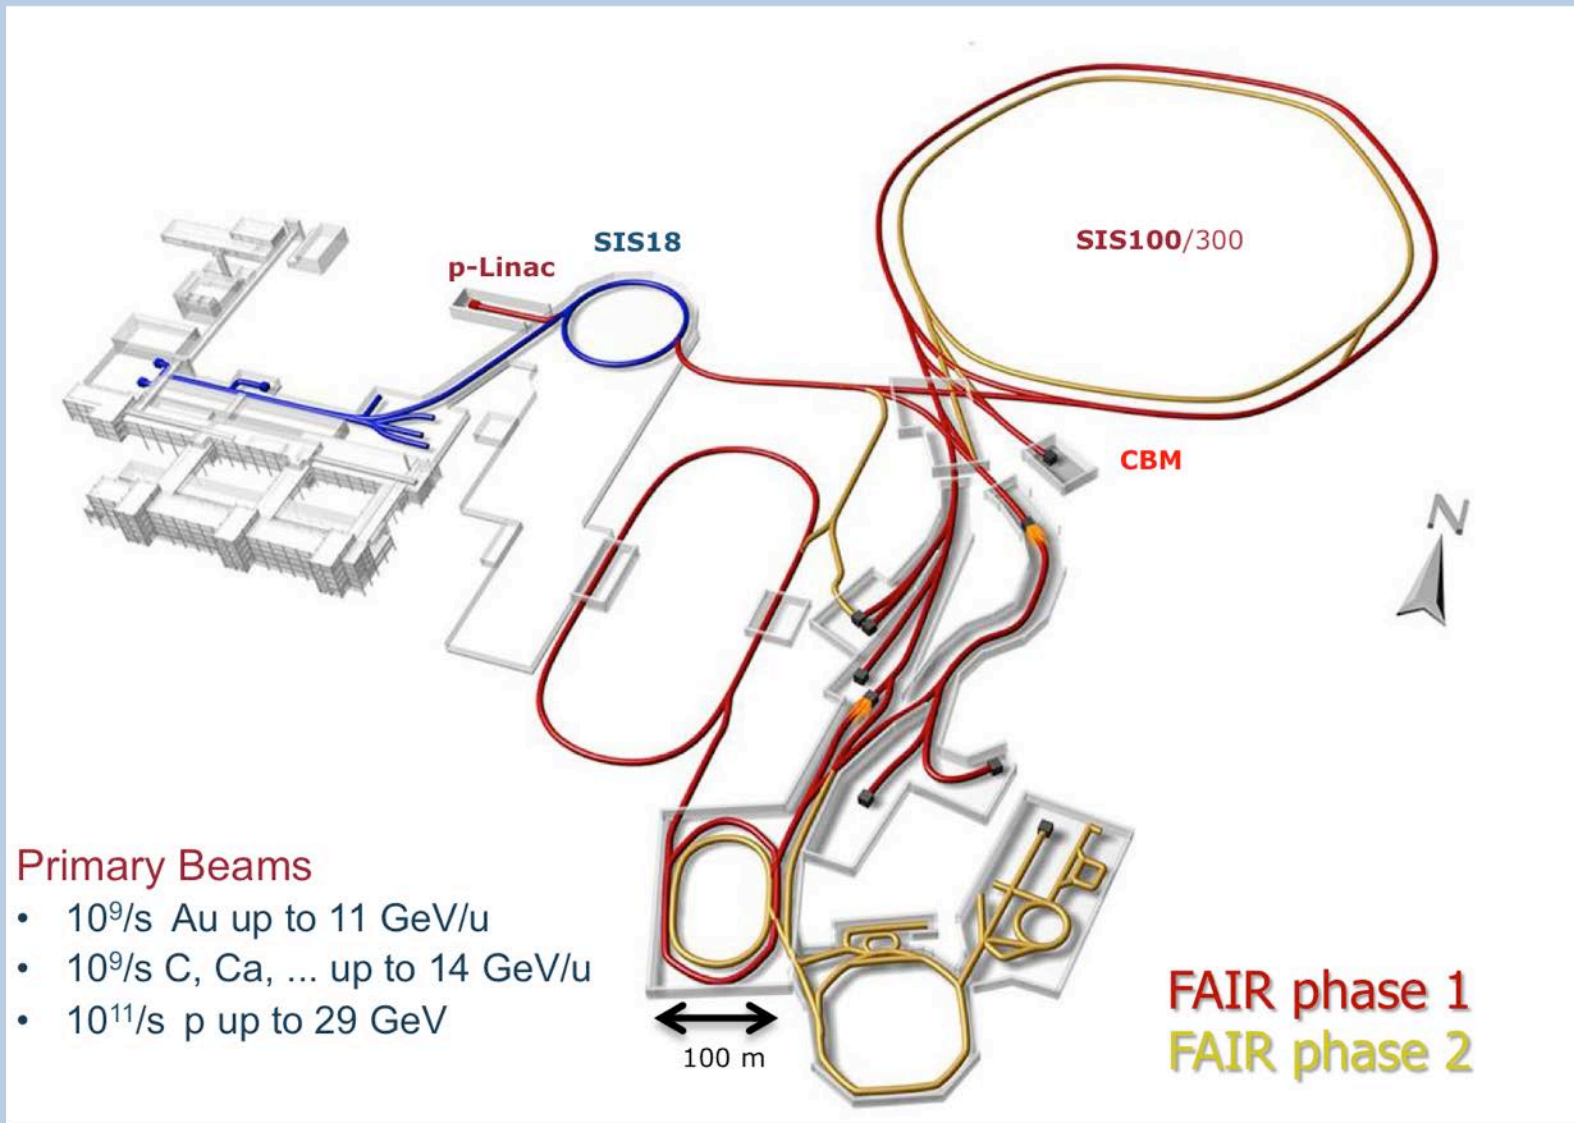 SIS18
p-Linac
SIS100/300
CBM
N
Primary Beams
• 10⁹/s Au up to 11 GeV/u
• 10⁹/s C, Ca, ... up to 14 GeV/u
• 10¹¹/s p up to 29 GeV
100 m
FAIR phase 1
FAIR phase 2